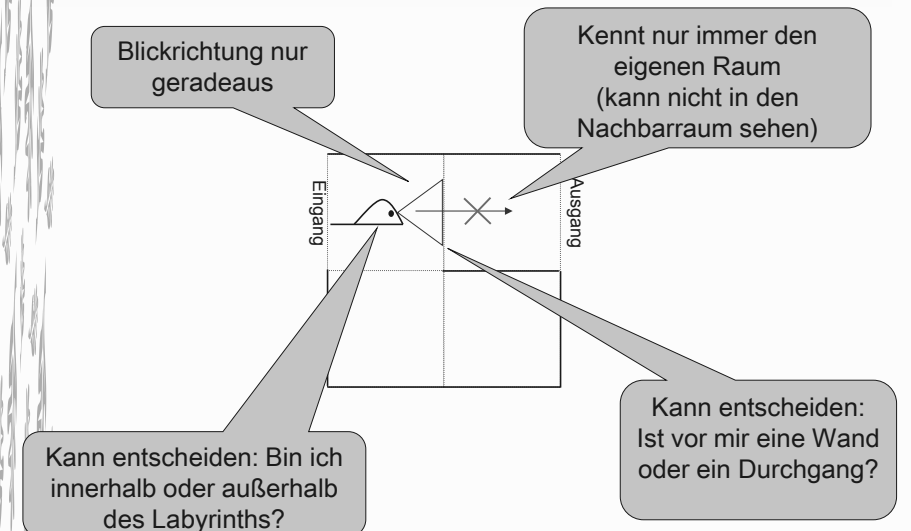 Blickrichtung nur
geradeaus
Kennt nur immer den
eigenen Raum
(kann nicht in den
Nachbarraum sehen)
Eingang
Ausgang
Kann entscheiden: Bin ich
innerhalb oder außerhalb
des Labyrinths?
Kann entscheiden:
Ist vor mir eine Wand
oder ein Durchgang?